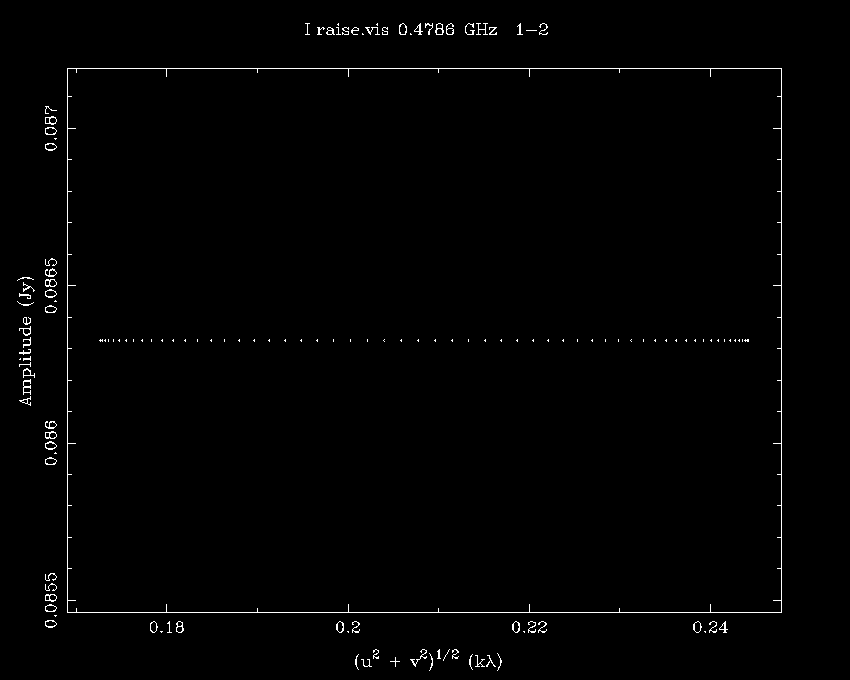 I raise.vis 0.4786 GHz 1−2
0.087
0.0865
0.086
0.0855
Amplitude (Jy)
0.18 0.2 0.22 0.24
(u² + v²)¹/² (kλ)